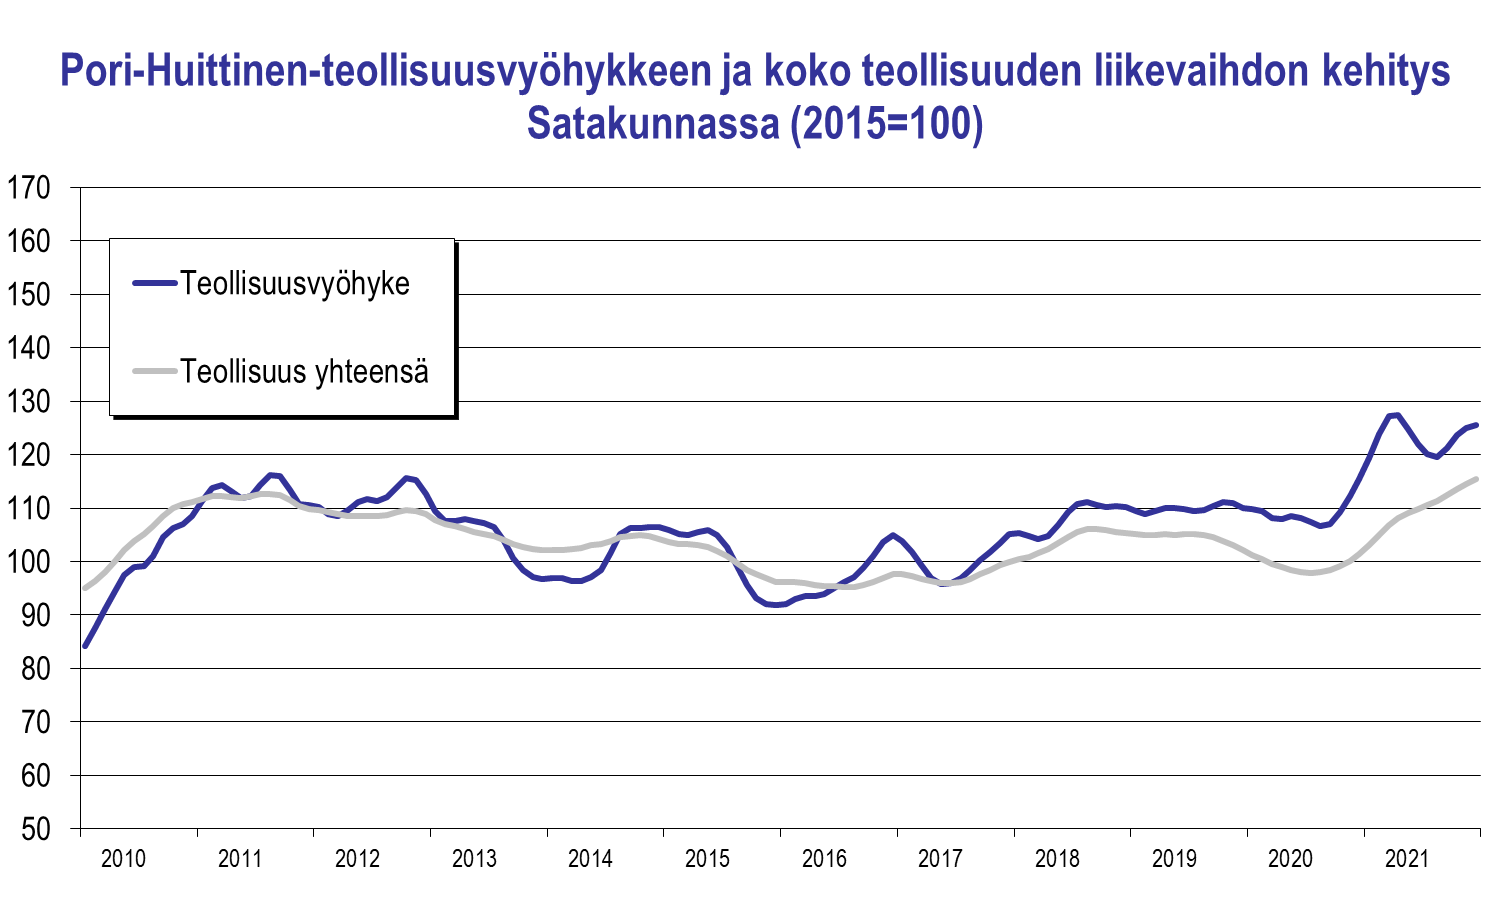 Pori-Huittinen-teollisuusvyöhykkeen ja koko teollisuuden liikevaihdon kehitys
Satakunnassa (2015=100)
170
160
150
140
130
120
110
100
90
80
70
60
50
Teollisuusvyöhyke
Teollisuus yhteensä
2010 2011 2012 2013 2014 2015 2016 2017 2018 2019 2020 2021